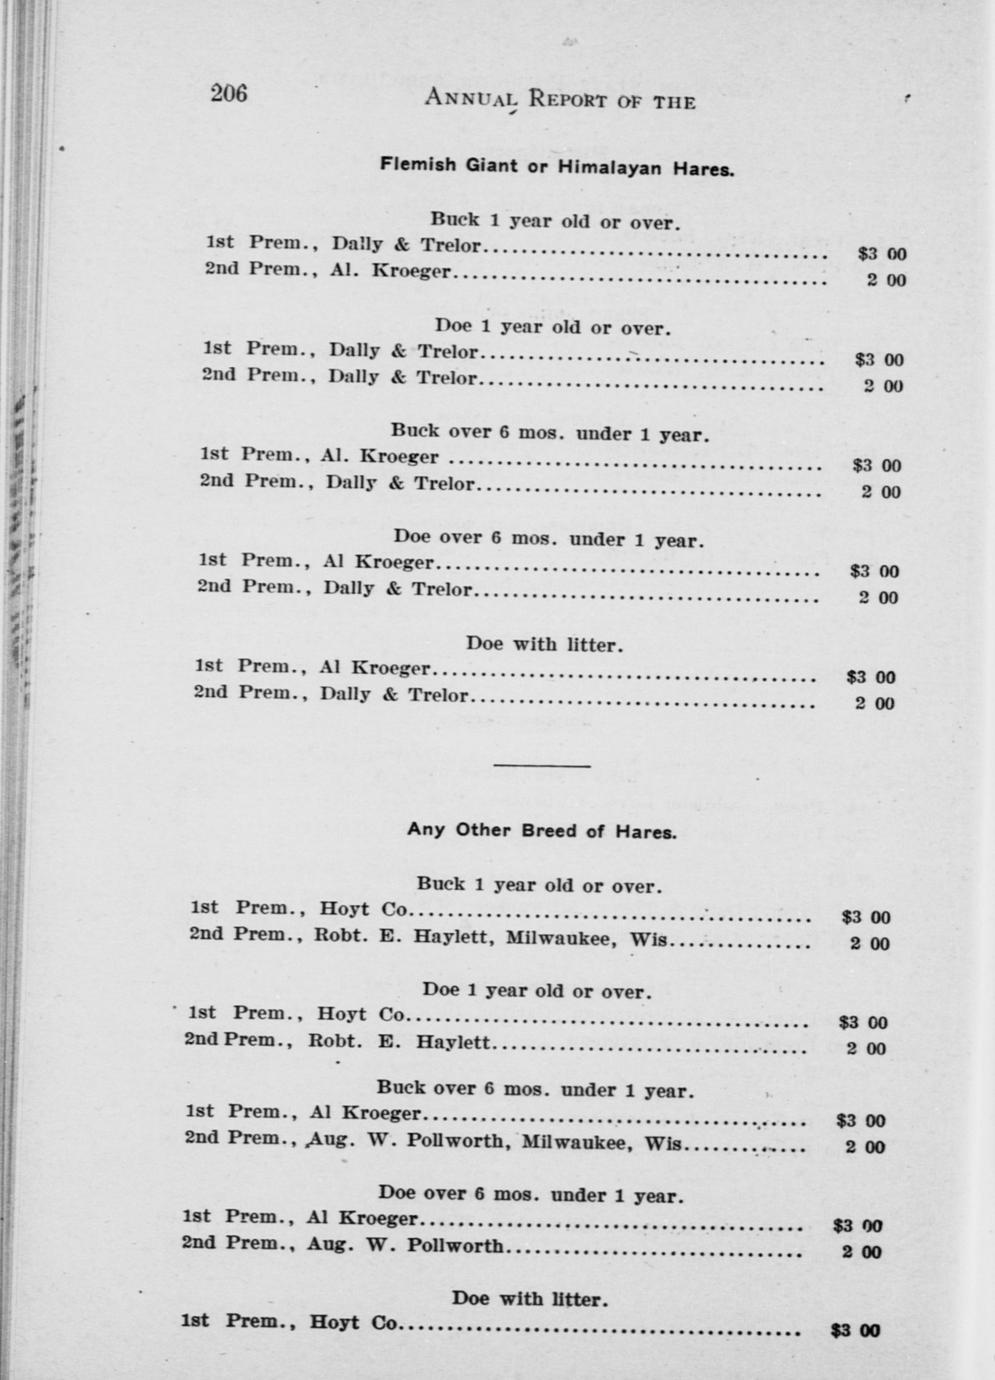 206 ANNUAL REPORT OF THE
Flemish Giant or Himalayan Hares.
Buck 1 year old or over.
1st Prem., Dally & Trelor........................................ $3 00
2nd Prem., Al. Kroeger........................................ 2 00
Doe 1 year old or over.
1st Prem., Dally & Trelor........................................ $3 00
2nd Prem., Dally & Trelor........................................ 2 00
Buck over 6 mos. under 1 year.
1st Prem., Al. Kroeger ........................................ $3 00
2nd Prem., Dally & Trelor........................................ 2 00
Doe over 6 mos. under 1 year.
1st Prem., Al Kroeger........................................ $3 00
2nd Prem., Dally & Trelor........................................ 2 00
Doe with litter.
1st Prem., Al Kroeger........................................ $3 00
2nd Prem., Dally & Trelor........................................ 2 00
Any Other Breed of Hares.
Buck 1 year old or over.
1st Prem., Hoyt Co........................................ $3 00
2nd Prem., Robt. E. Haylett, Milwaukee, Wis............... 2 00
Doe 1 year old or over.
1st Prem., Hoyt Co........................................ $3 00
2nd Prem., Robt. E. Haylett................................ 2 00
Buck over 6 mos. under 1 year.
1st Prem., Al Kroeger........................................ $3 00
2nd Prem., Aug. W. Pollworth, Milwaukee, Wis............. 2 00
Doe over 6 mos. under 1 year.
1st Prem., Al Kroeger........................................ $3 00
2nd Prem., Aug. W. Pollworth............................... 2 00
Doe with litter.
1st Prem., Hoyt Co........................................ $3 00